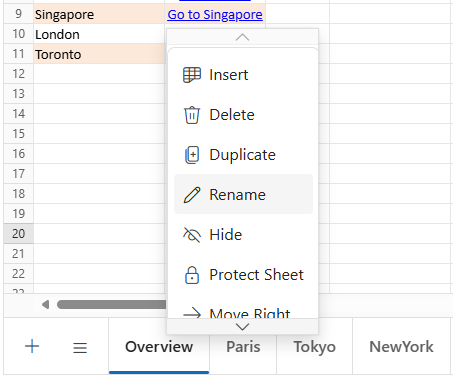 9 Singapore Go to Singapore
10 London
11 Toronto
12
13
14
15
16
17
18
19
20
21
22
Insert
Delete
Duplicate
Rename
Hide
Protect Sheet
Move Right
Overview Paris Tokyo NewYork